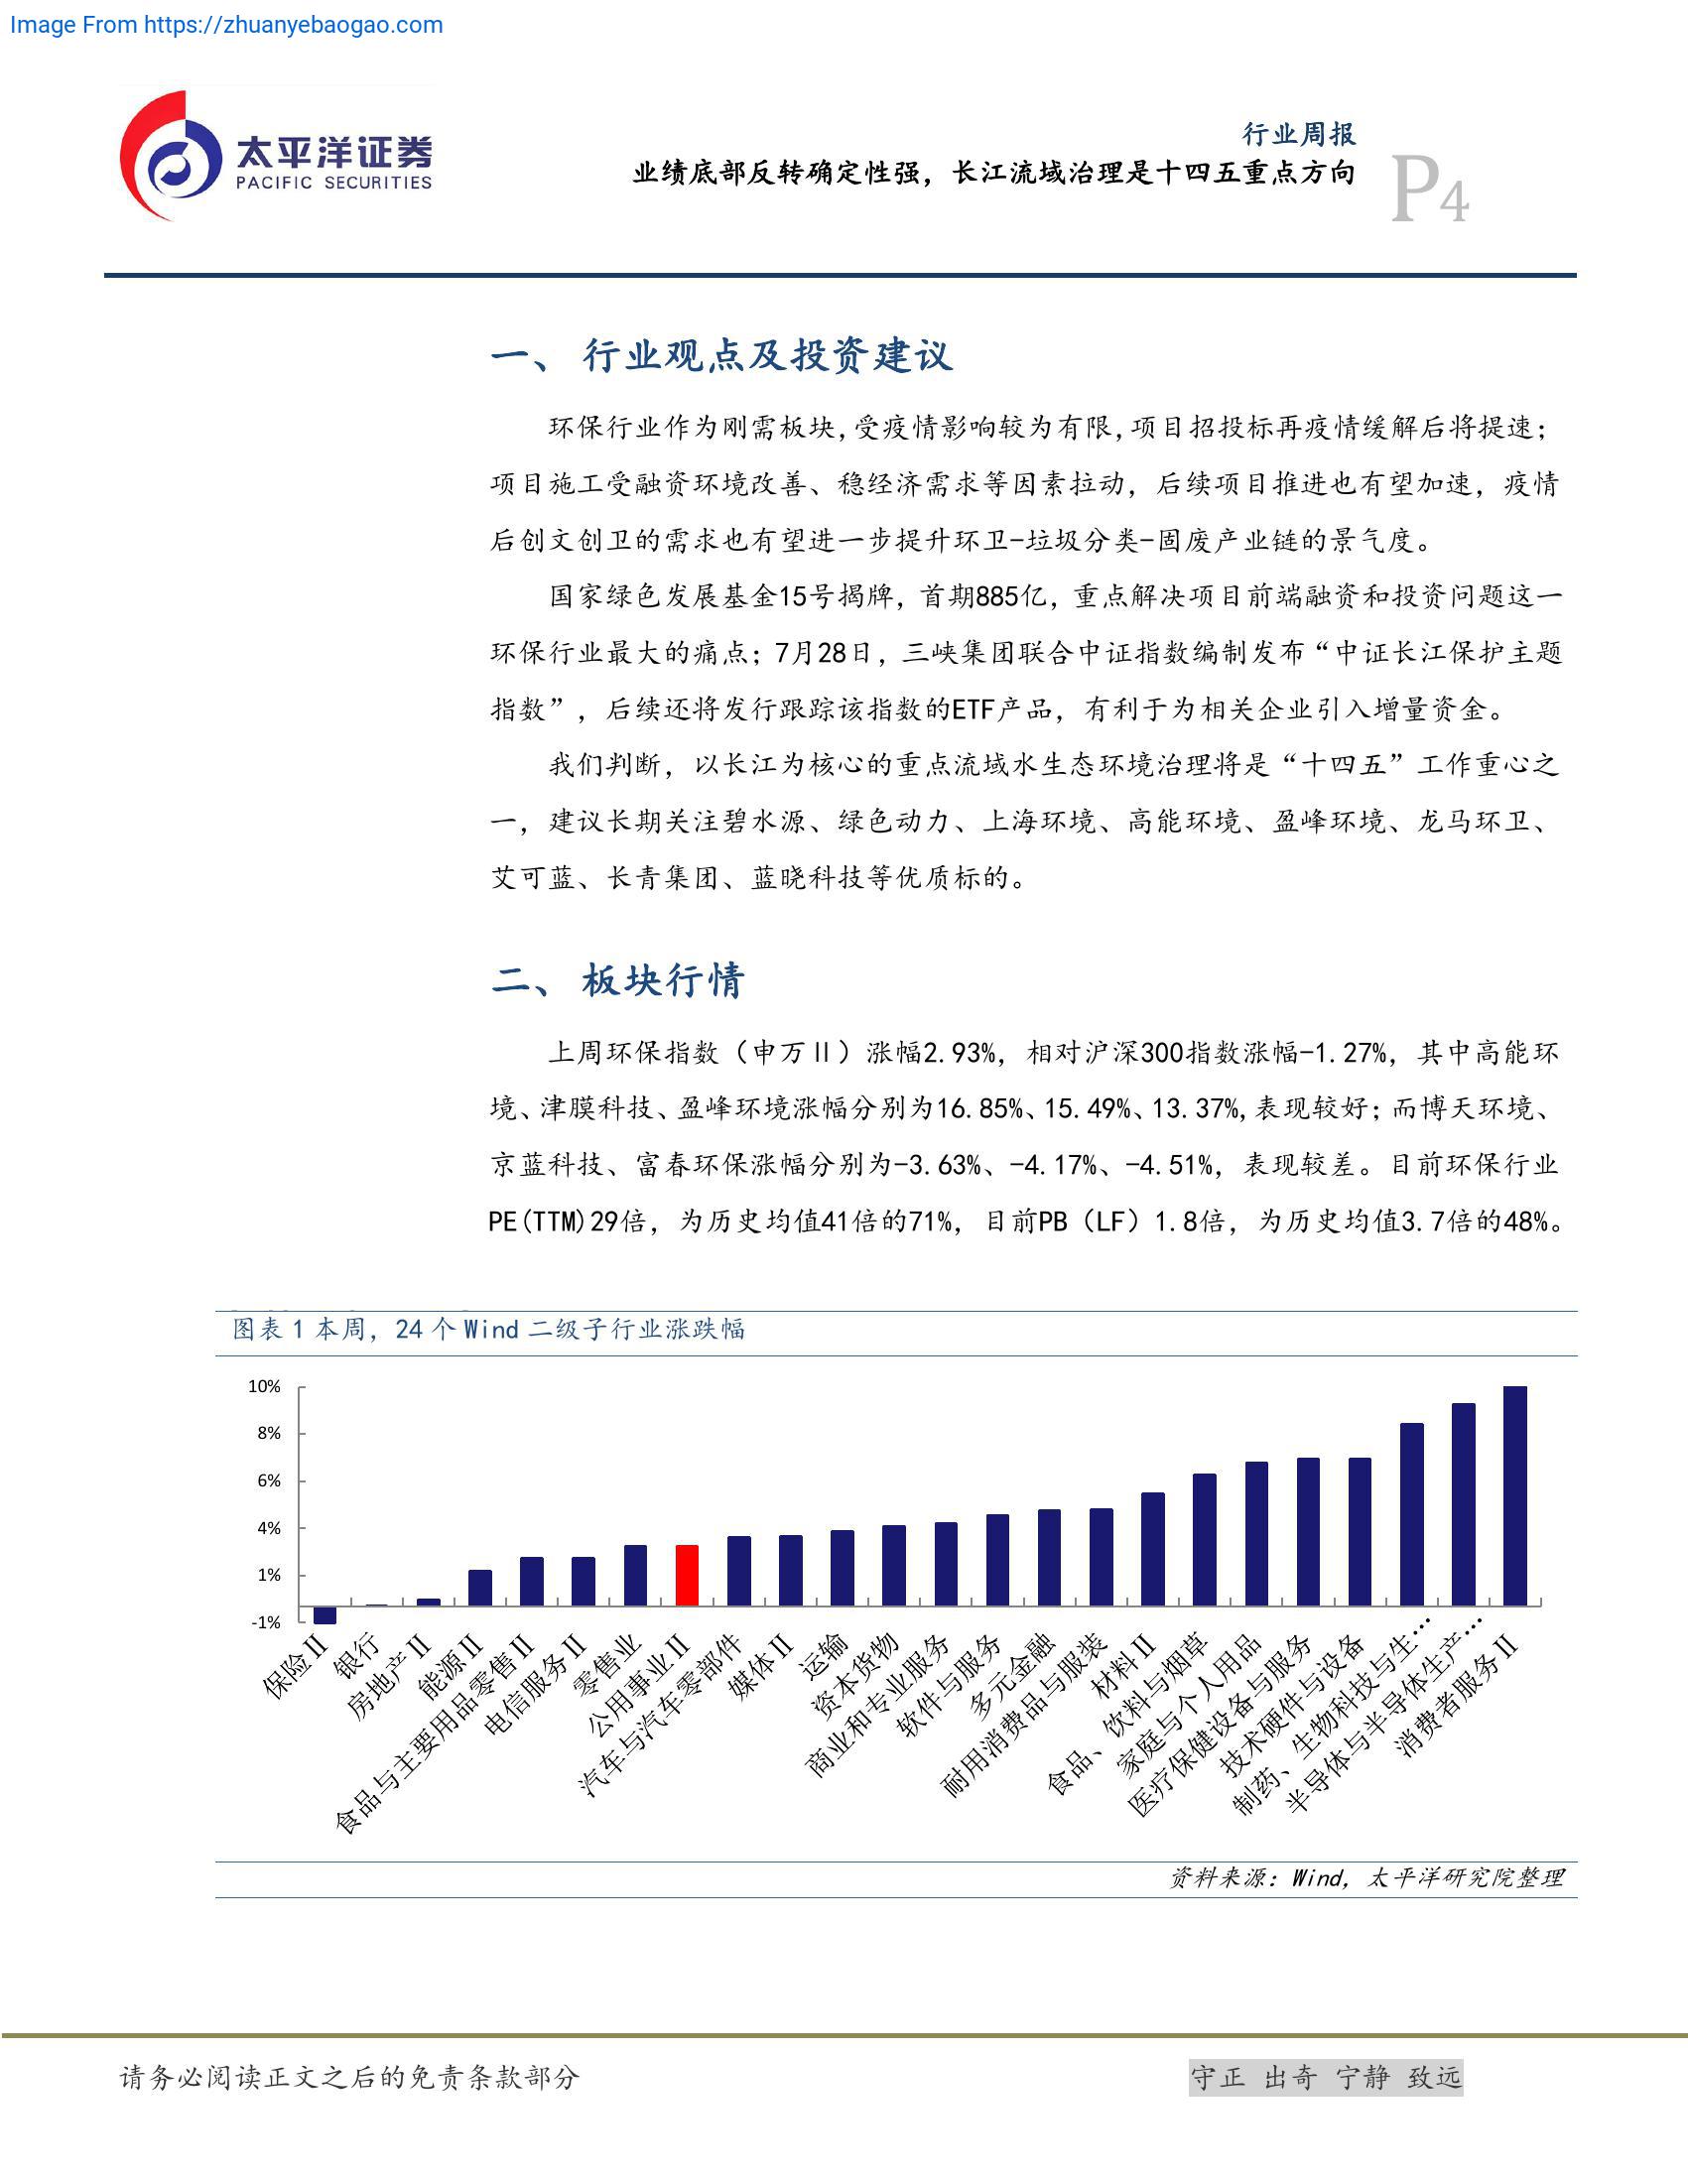 Image From https://zhuanyebaogao.com
太平洋证券
PACIFIC SECURITIES
行业周报
业绩底部反转确定性强，长江流域治理是十四五重点方向
P4
一、 行业观点及投资建议
环保行业作为刚需板块,受疫情影响较为有限,项目招投标再疫情缓解后将提速；
项目施工受融资环境改善、稳经济需求等因素拉动，后续项目推进也有望加速，疫情
后创文创卫的需求也有望进一步提升环卫-垃圾分类-固废产业链的景气度。
国家绿色发展基金15号揭牌，首期885亿，重点解决项目前端融资和投资问题这一
环保行业最大的痛点；7月28日，三峡集团联合中证指数编制发布“中证长江保护主题
指数”，后续还将发行跟踪该指数的ETF产品，有利于为相关企业引入增量资金。
我们判断，以长江为核心的重点流域水生态环境治理将是“十四五”工作重心之
一，建议长期关注碧水源、绿色动力、上海环境、高能环境、盈峰环境、龙马环卫、
艾可蓝、长青集团、蓝晓科技等优质标的。
二、 板块行情
上周环保指数（申万Ⅱ）涨幅2.93%，相对沪深300指数涨幅-1.27%，其中高能环
境、津膜科技、盈峰环境涨幅分别为16.85%、15.49%、13.37%,表现较好；而博天环境、
京蓝科技、富春环保涨幅分别为-3.63%、-4.17%、-4.51%，表现较差。目前环保行业
PE(TTM)29倍，为历史均值41倍的71%，目前PB（LF）1.8倍，为历史均值3.7倍的48%。
图表 1 本周，24 个 Wind 二级子行业涨跌幅
10%
8%
6%
4%
1%
-1%
保险Ⅱ
银行
房地产Ⅱ
能源Ⅱ
食品与主要用品零售Ⅱ
电信服务Ⅱ
零售业
公用事业Ⅱ
汽车与汽车零部件
媒体Ⅱ
运输
资本货物
商业和专业服务
软件与服务
多元金融
耐用消费品与服装
材料Ⅱ
食品、饮料与烟草
家庭与个人用品
医疗保健设备与服务
技术硬件与设备
制药、生物科技与生…
半导体与半导体生产…
消费者服务Ⅱ
资料来源：Wind，太平洋研究院整理
请务必阅读正文之后的免责条款部分
守正 出奇 宁静 致远